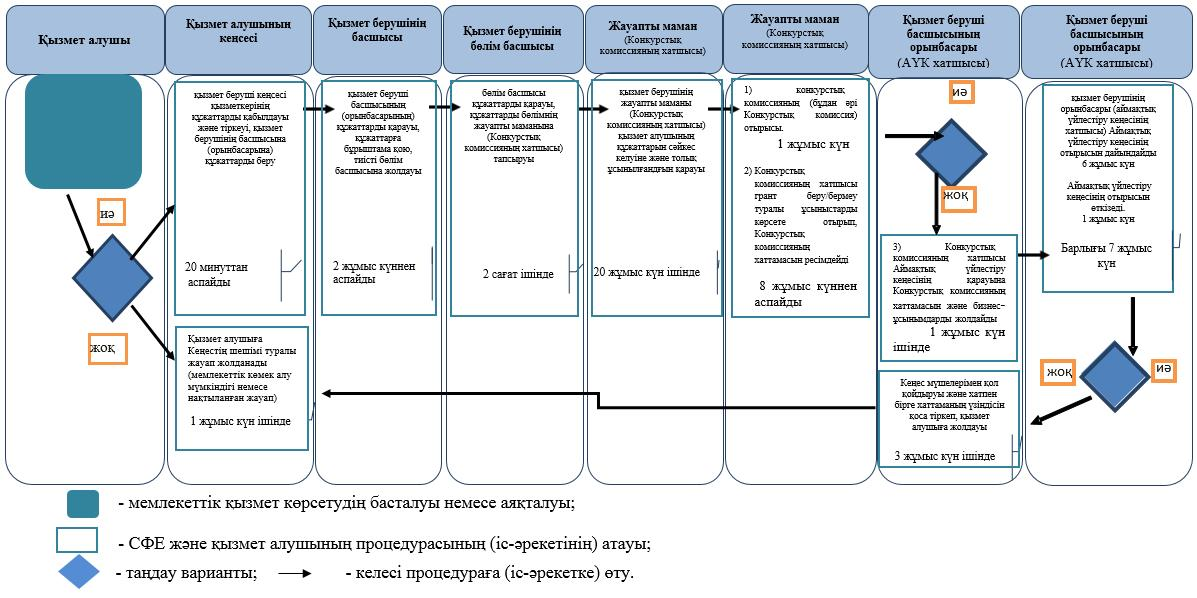 Қызмет алушы
Қызмет алушының
кеңсесі
Қызмет берушінің
басшысы
Қызмет берушінің
бөлім басшысы
Жауапты маман
(Конкурстық
комиссияның хатшысы)
Жауапты маман
(Конкурстық
комиссияның хатшысы)
Қызмет беруші
басшысының
орынбасары
(АҮК хатшысы)
Қызмет беруші
басшысының
орынбасары
(АҮК хатшысы)
иә
жоқ
қызмет беруші кеңсесі
қызметкерінің
құжаттарды қабылдауы
және тіркеуі, қызмет
берушінің басшысына
(орынбасарына)
құжаттарды беру
20 минуттан
аспайды
Қызмет алушыға
Кеңестің шешімі туралы
жауап жолданады
(мемлекеттік көмек алу
мүмкіндігі немесе
нақтыланған жауап)
1 жұмыс күн ішінде
қызмет беруші
басшысының
(орынбасарының)
құжаттарды қарауы,
құжаттарға
бұрыштама қою,
тиісті бөлім
басшысына жолдауы
2 жұмыс күннен
аспайды
бөлім басшысы
құжаттарды қарауы,
құжаттарды бөлімнің
жауапты маманына
(Конкурстық
комиссияның хатшысы)
тапсыруы
2 сағат ішінде
қызмет берушінің
жауапты маманы
(Конкурстық
комиссияның хатшысы)
қызмет алушының
құжаттарын сәйкес
келуіне және толық
ұсынылғандғын қарауы
20 жұмыс күн ішінде
1) конкурстық
комиссияның (бұдан әрі
Конкурстық комиссия)
отырысы.
1 жұмыс күн
2) Конкурстық
комиссияның хатшысы
грант беру/бермеу
туралы ұсыныстарды
көрсете отырып,
Конкурстық
комиссияның
хаттамасын ресімдейді
8 жұмыс күннен
аспайды
иә
жоқ
3) Конкурстық
комиссияның хатшысы
Аймақтық үйлестіру
кеңесінің қарауына
Конкурстық комиссияның
хаттамасын және бизнес-
ұсынымдарды жолдайды
1 жұмыс күн
ішінде
Кеңес мүшелерімен қол
қойдыруы және хатпен
бірге хаттаманың үзіндісін
қоса тіркеп, қызмет
алушыға жолдауы
3 жұмыс күн ішінде
қызмет берушінің
орынбасары (аймақтық
үйлестіру кеңесінің
хатшысы) Аймақтық
үйлестіру кеңесінің
отырысын дайындайды
6 жұмыс күн
Аймақтық үйлестіру
кеңесінің отырысын
өткізеді.
1 жұмыс күн
Барлығы 7 жұмыс
күн
жоқ
иә
- мемлекеттік қызмет көрсетудің басталуы немесе аяқталуы;
- СФЕ және қызмет алушының процедурасының (іс-әрекетінің) атауы;
- таңдау варианты;
- келесі процедураға (іс-әрекетке) өту.